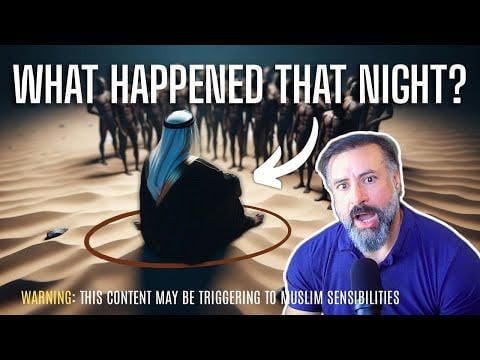 WHAT HAPPENED THAT NIGHT?
WARNING: THIS CONTENT MAY BE TRIGGERING TO MUSLIM SENSIBILITIES